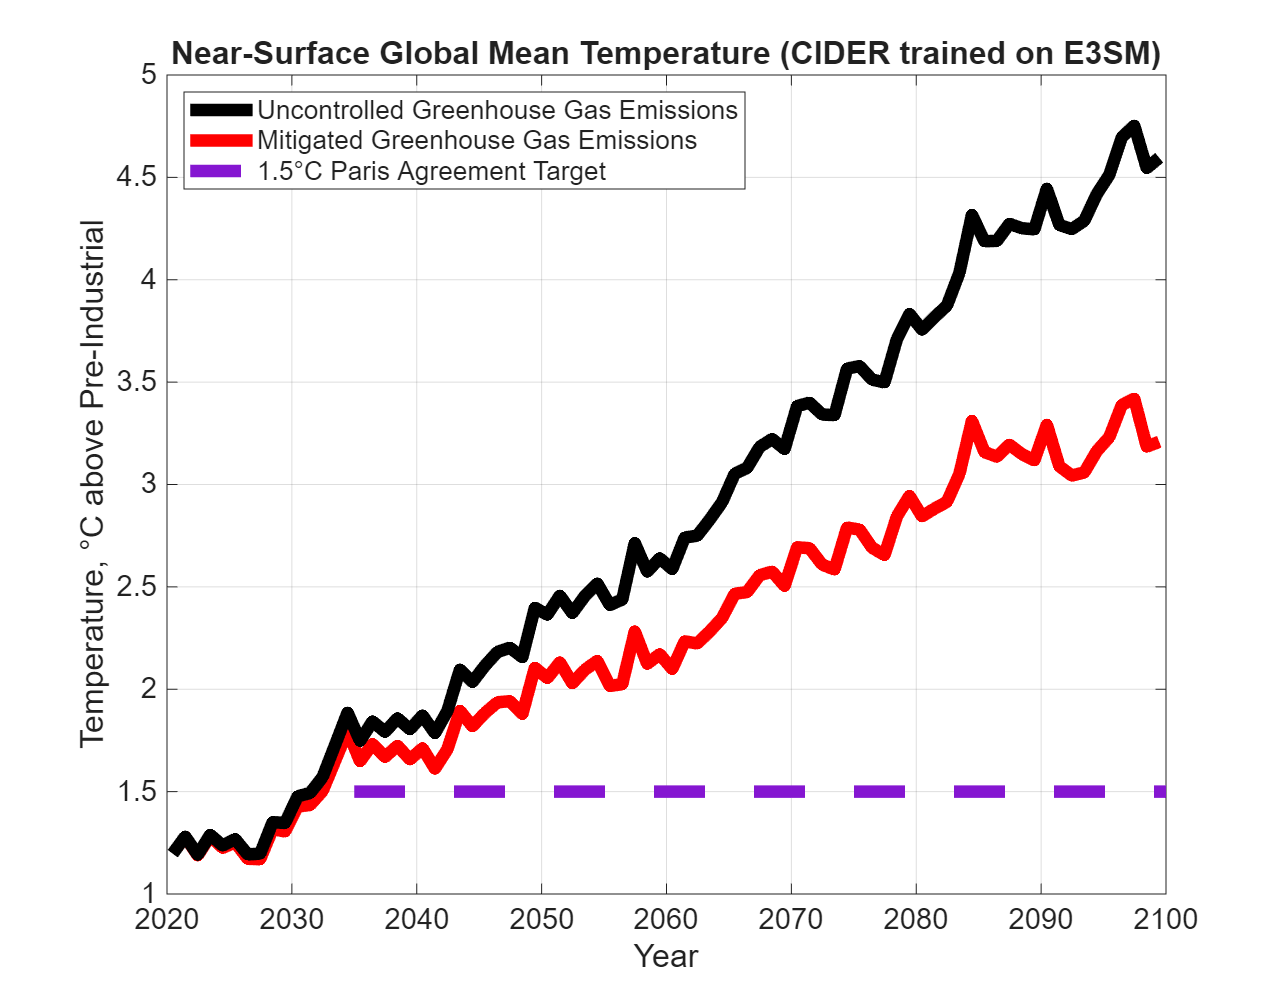 Near-Surface Global Mean Temperature (CIDER trained on E3SM)
Uncontrolled Greenhouse Gas Emissions
Mitigated Greenhouse Gas Emissions
1.5°C Paris Agreement Target
Temperature, °C above Pre-Industrial
5
4.5
4
3.5
3
2.5
2
1.5
1
2020 2030 2040 2050 2060 2070 2080 2090 2100
Year